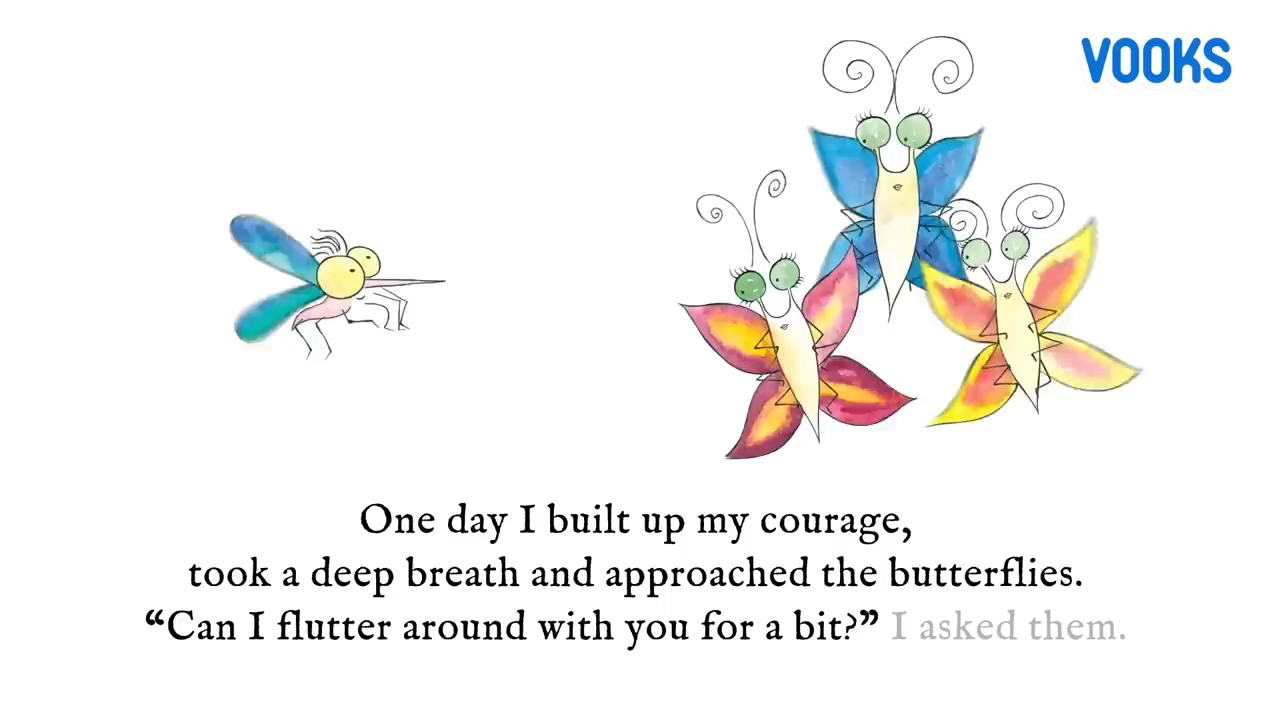 VOOKS
One day I built up my courage,
took a deep breath and approached the butterflies.
“Can I flutter around with you for a bit?” I asked them.